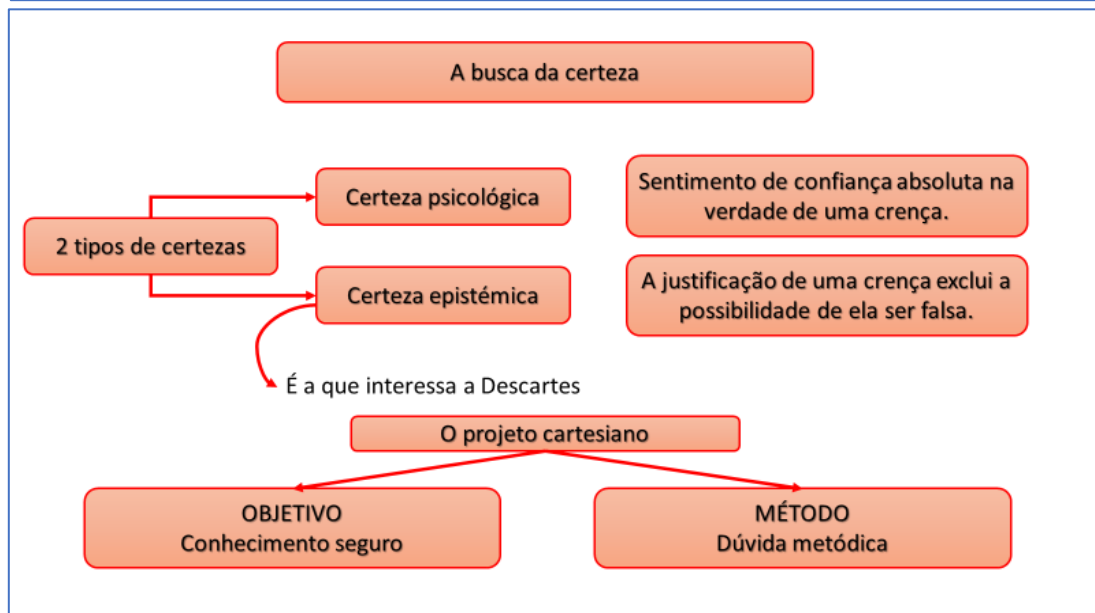 A busca da certeza
Certeza psicológica
Sentimento de confiança absoluta na
verdade de uma crença.
2 tipos de certezas
Certeza epistémica
A justificação de uma crença exclui a
possibilidade de ela ser falsa.
É a que interessa a Descartes
O projeto cartesiano
OBJETIVO
Conhecimento seguro
MÉTODO
Dúvida metódica